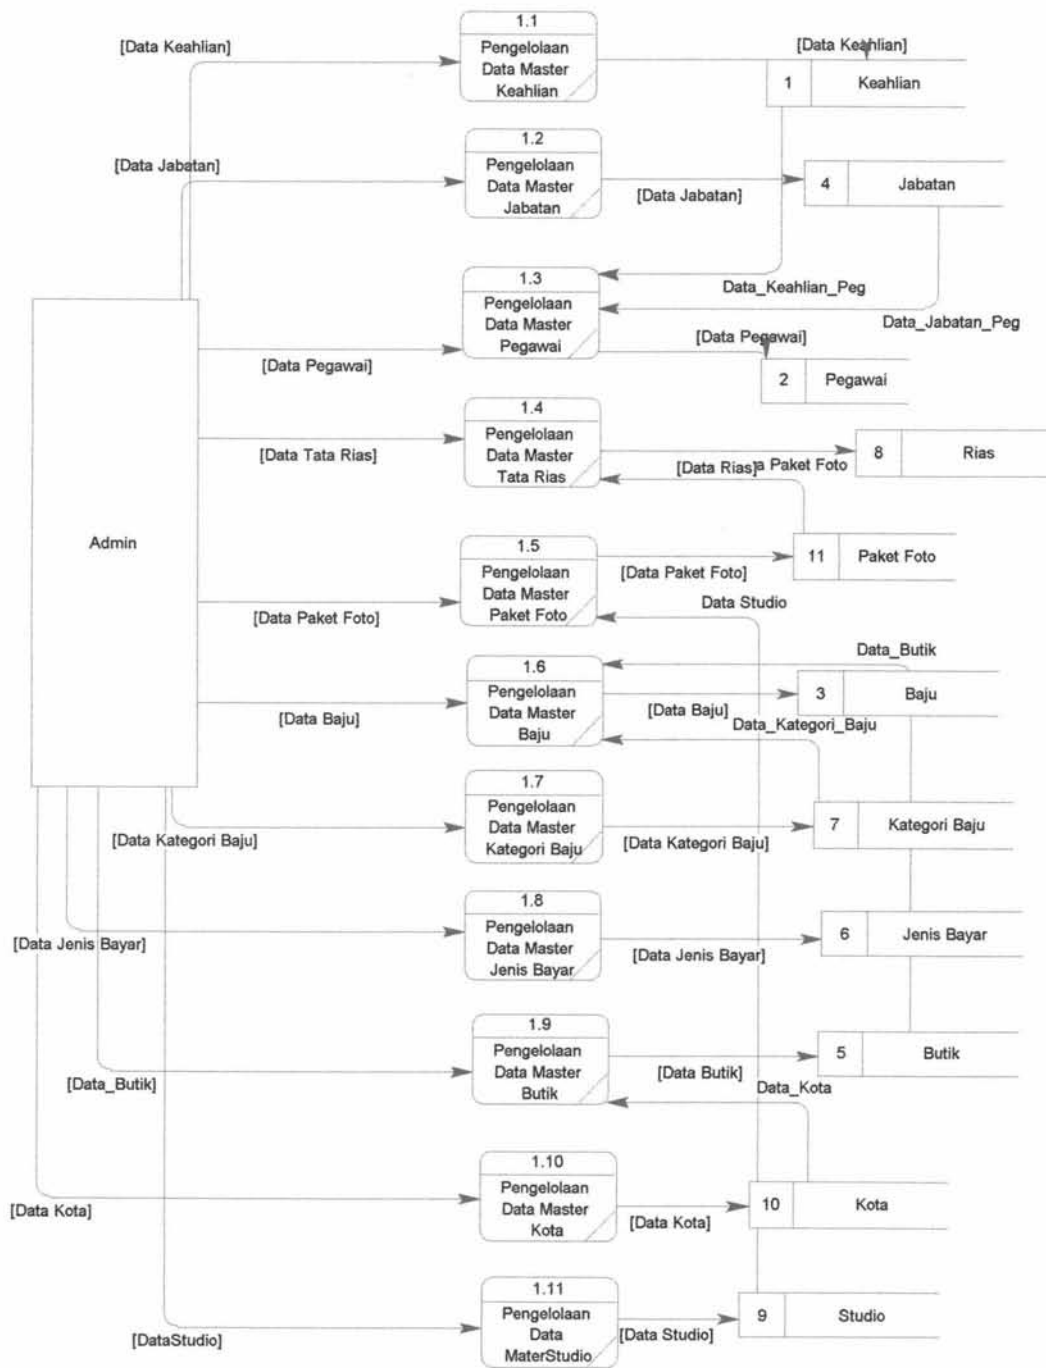 1.1
Pengelolaan
Data Master
Keahlian
[Data Keahlian]
[Data Keahlian]
1
Keahlian
1.2
Pengelolaan
Data Master
Jabatan
[Data Jabatan]
[Data Jabatan]
4
Jabatan
1.3
Pengelolaan
Data Master
Pegawai
Data_Keahlian_Peg
Data_Jabatan_Peg
[Data Pegawai]
[Data Pegawai]
2
Pegawai
1.4
Pengelolaan
Data Master
Tata Rias
[Data Tata Rias]
[Data Rias]
a Paket Foto
8
Rias
Admin
1.5
Pengelolaan
Data Master
Paket Foto
[Data Paket Foto]
[Data Paket Foto]
11
Paket Foto
Data Studio
1.6
Pengelolaan
Data Master
Baju
Data_Butik
[Data Baju]
[Data Baju]
3
Baju
Data_Kategori_Baju
1.7
Pengelolaan
Data Master
Kategori Baju
[Data Kategori Baju]
[Data Kategori Baju]
7
Kategori Baju
1.8
Pengelolaan
Data Master
Jenis Bayar
[Data Jenis Bayar]
[Data Jenis Bayar]
6
Jenis Bayar
1.9
Pengelolaan
Data Master
Butik
[Data_Butik]
[Data Butik]
5
Butik
Data_Kota
1.10
Pengelolaan
Data Master
Kota
[Data Kota]
[Data Kota]
10
Kota
1.11
Pengelolaan
Data
MaterStudio
[DataStudio]
[Data Studio]
9
Studio